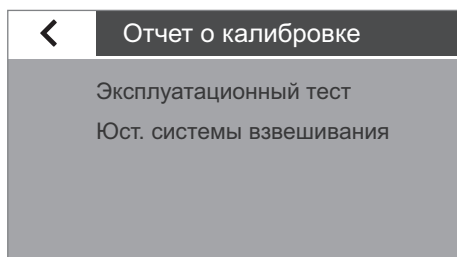 Отчет о калибровке
Эксплуатационный тест
Юст. системы взвешивания